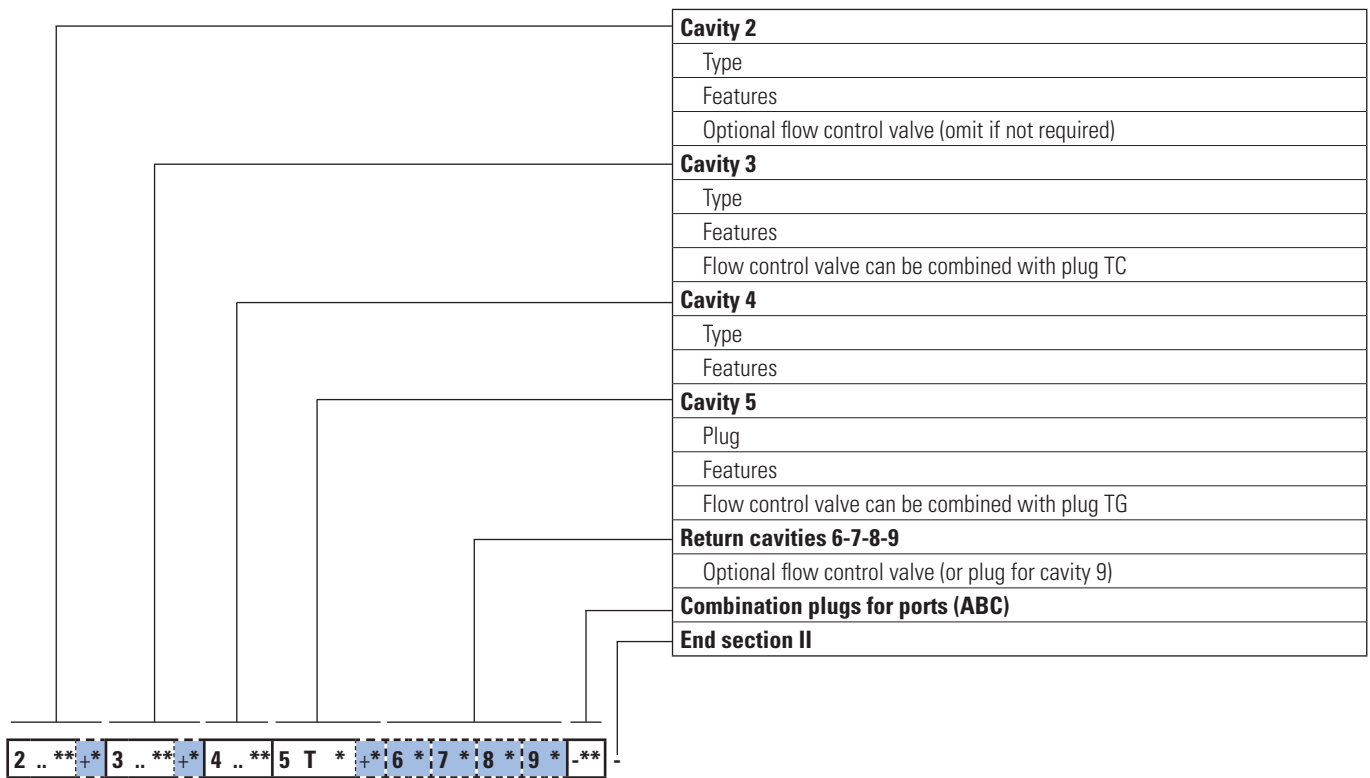 Cavity 2
Type
Features
Optional flow control valve (omit if not required)
Cavity 3
Type
Features
Flow control valve can be combined with plug TC
Cavity 4
Type
Features
Cavity 5
Plug
Features
Flow control valve can be combined with plug TG
Return cavities 6-7-8-9
Optional flow control valve (or plug for cavity 9)
Combination plugs for ports (ABC)
End section II
2 .. ** +* 3 .. ** +* 4 .. ** 5 T * +* 6 * 7 * 8 * 9 * -** -